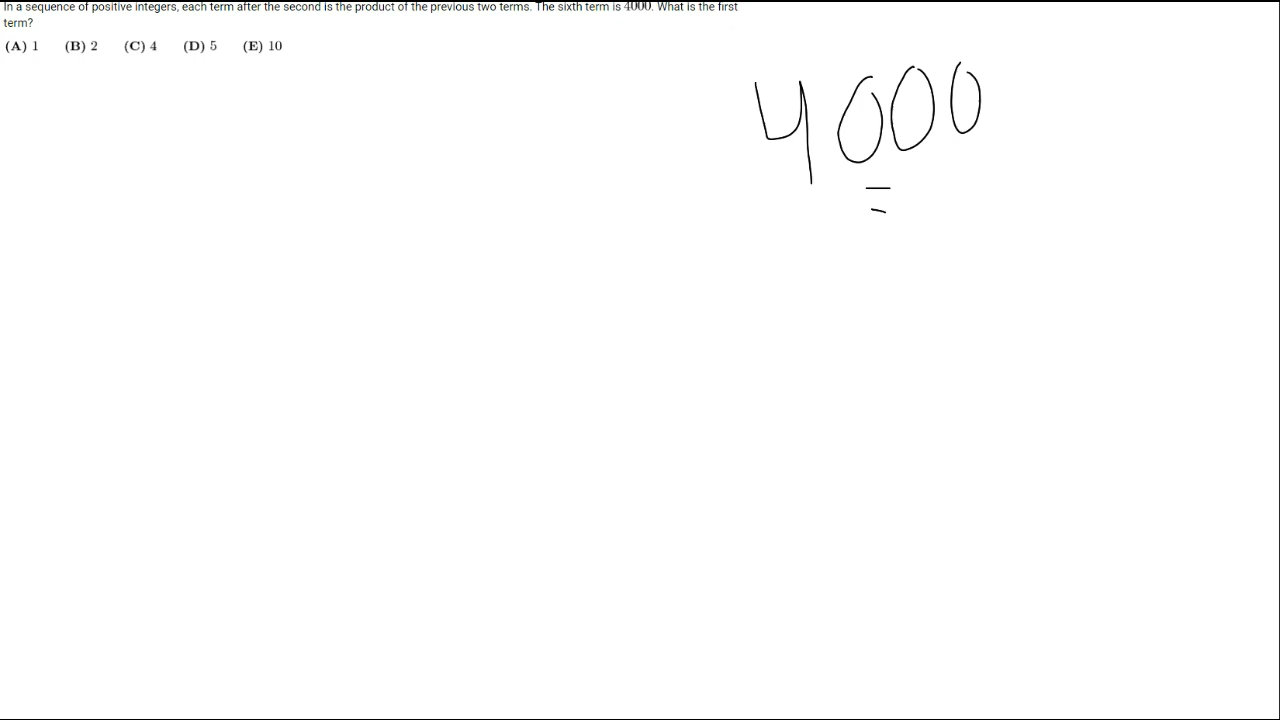 In a sequence of positive integers, each term after the second is the product of the previous two terms. The sixth term is 4000. What is the first
term?
(A) 1 (B) 2 (C) 4 (D) 5 (E) 10
4000
=